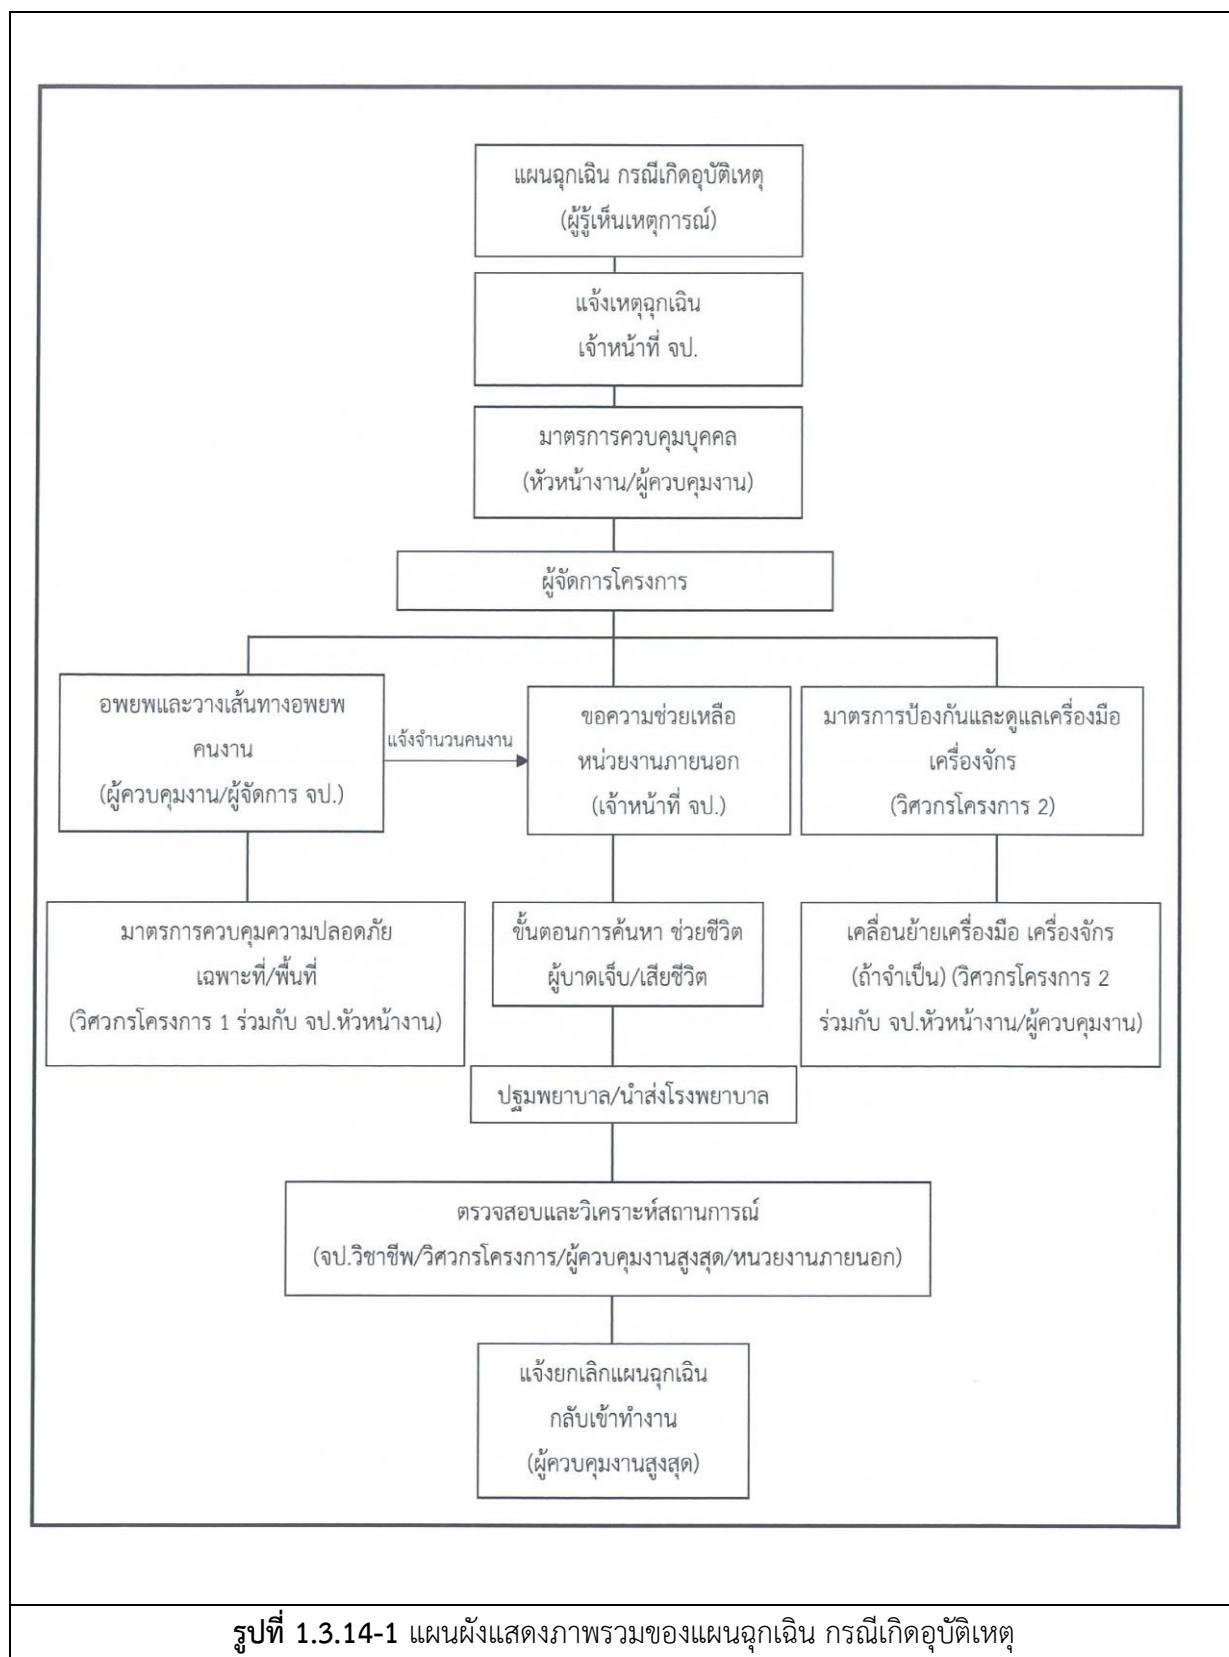 แผนฉุกเฉิน กรณีเกิดอุบัติเหตุ
(ผู้รู้เห็นเหตุการณ์)
แจ้งเหตุฉุกเฉิน
เจ้าหน้าที่ จป.
มาตรการควบคุมบุคคล
(หัวหน้างาน/ผู้ควบคุมงาน)
ผู้จัดการโครงการ
อพยพและวางเส้นทางอพยพ
คนงาน
(ผู้ควบคุมงาน/ผู้จัดการ จป.)
แจ้งจำนวนคนงาน
ขอความช่วยเหลือ
หน่วยงานภายนอก
(เจ้าหน้าที่ จป.)
มาตรการป้องกันและดูแลเครื่องมือ
เครื่องจักร
(วิศวกรโครงการ 2)
มาตรการควบคุมความปลอดภัย
เฉพาะที่/พื้นที่
(วิศวกรโครงการ 1 ร่วมกับ จป.หัวหน้างาน)
ขั้นตอนการค้นหา ช่วยชีวิต
ผู้บาดเจ็บ/เสียชีวิต
เคลื่อนย้ายเครื่องมือ เครื่องจักร
(ถ้าจำเป็น) (วิศวกรโครงการ 2
ร่วมกับ จป.หัวหน้างาน/ผู้ควบคุมงาน)
ปฐมพยาบาล/นำส่งโรงพยาบาล
ตรวจสอบและวิเคราะห์สถานการณ์
(จป.วิชาชีพ/วิศวกรโครงการ/ผู้ควบคุมงานสูงสุด/หนวยงานภายนอก)
แจ้งยกเลิกแผนฉุกเฉิน
กลับเข้าทำงาน
(ผู้ควบคุมงานสูงสุด)
รูปที่ 1.3.14-1 แผนผังแสดงภาพรวมของแผนฉุกเฉิน กรณีเกิดอุบัติเหตุ